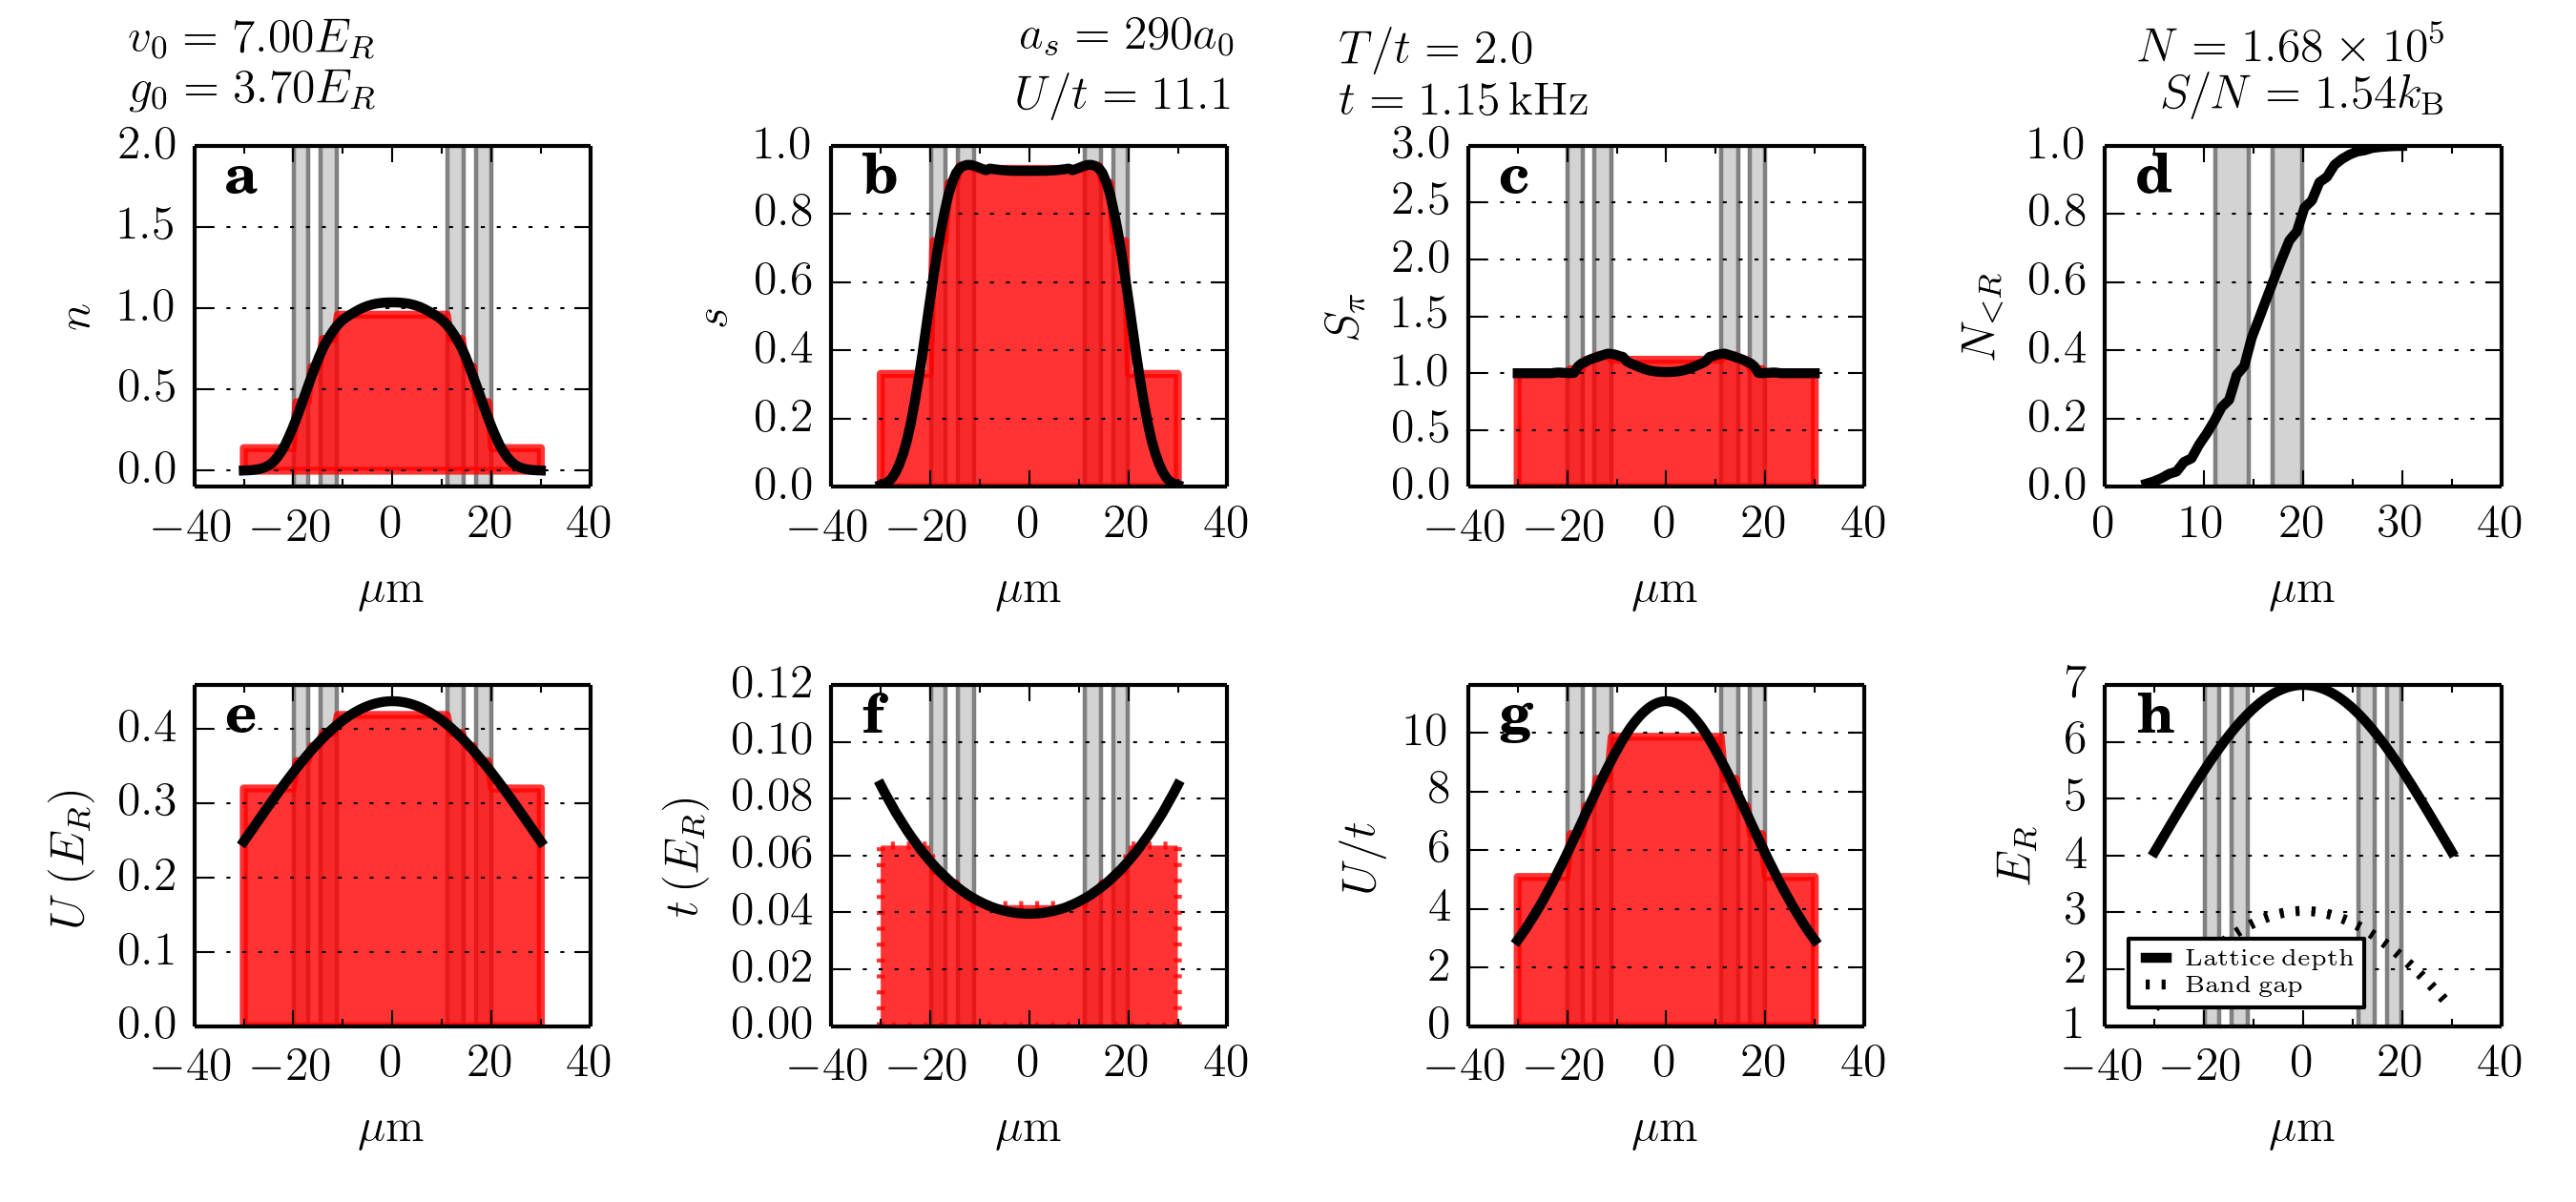 v₀ = 7.00E_R
g₀ = 3.70E_R
a_s = 290a₀
U/t = 11.1
T/t = 2.0
t = 1.15 kHz
N = 1.68 × 10⁵
S/N = 1.54k_B
a
n
2.0
1.5
1.0
0.5
0.0
−40 −20 0 20 40
μm
b
s
1.0
0.8
0.6
0.4
0.2
0.0
−40 −20 0 20 40
μm
c
S_π
3.0
2.5
2.0
1.5
1.0
0.5
0.0
−40 −20 0 20 40
μm
d
N_{<R}
1.0
0.8
0.6
0.4
0.2
0.0
0 10 20 30 40
μm
e
U (E_R)
0.4
0.3
0.2
0.1
0.0
−40 −20 0 20 40
μm
f
t (E_R)
0.12
0.10
0.08
0.06
0.04
0.02
0.00
−40 −20 0 20 40
μm
g
U/t
10
8
6
4
2
0
−40 −20 0 20 40
μm
h
E_R
7
6
5
4
3
2
1
Lattice depth
Band gap
−40 −20 0 20 40
μm